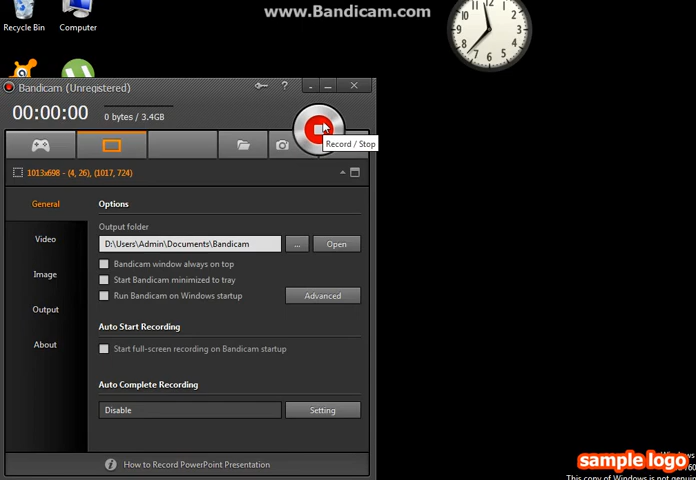 www.Bandicam.com
Recycle Bin
Computer
11 12 1
Bandicam (Unregistered)
?
00:00:00
0 bytes / 3.4GB
Record / Stop
1013x698 - (4, 26), (1017, 724)
General
Video
Image
Output
About
Options
Output folder
D:\Users\Admin\Documents\Bandicam
...
Open
Bandicam window always on top
Start Bandicam minimized to tray
Run Bandicam on Windows startup
Advanced
Auto Start Recording
Start full-screen recording on Bandicam startup
Auto Complete Recording
Disable
Setting
How to Record PowerPoint Presentation
sample logo
This copy of Windows is not genuin